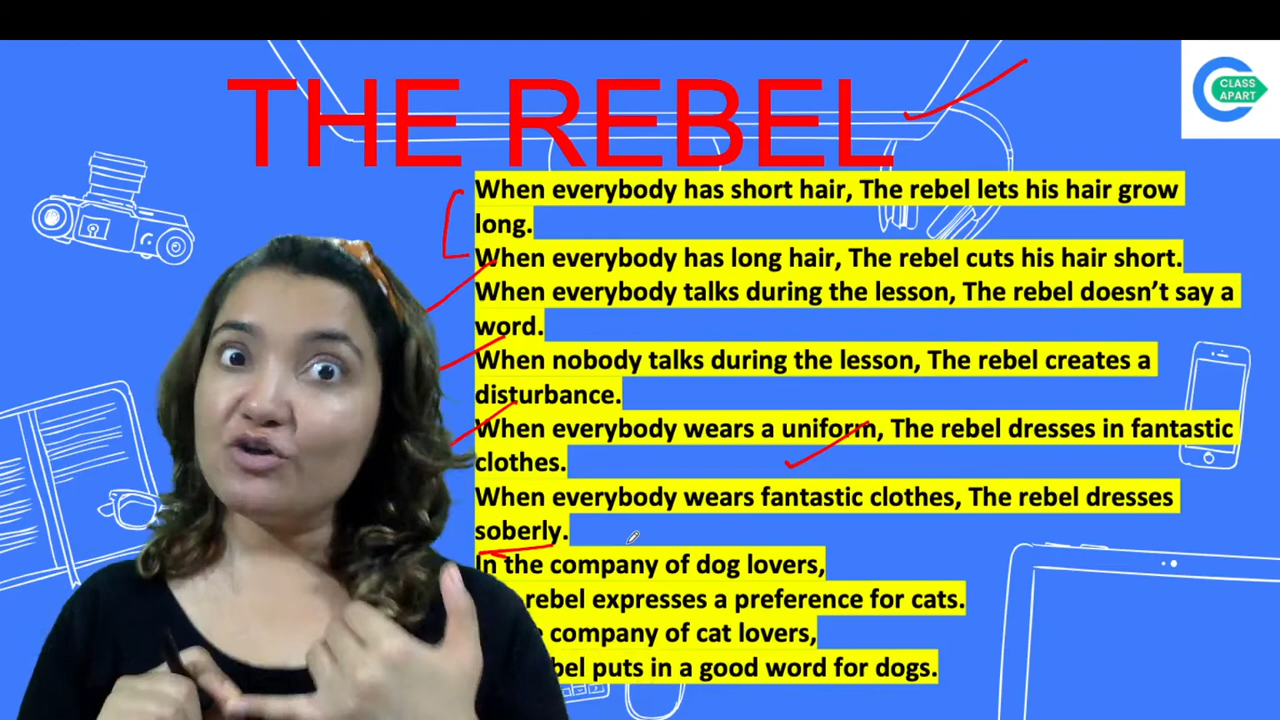 THE REBEL
CLASS
APART
When everybody has short hair, The rebel lets his hair grow
long.
When everybody has long hair, The rebel cuts his hair short.
When everybody talks during the lesson, The rebel doesn’t say a
word.
When nobody talks during the lesson, The rebel creates a
disturbance.
When everybody wears a uniform, The rebel dresses in fantastic
clothes.
When everybody wears fantastic clothes, The rebel dresses
soberly.
In the company of dog lovers,
rebel expresses a preference for cats.
company of cat lovers,
puts in a good word for dogs.